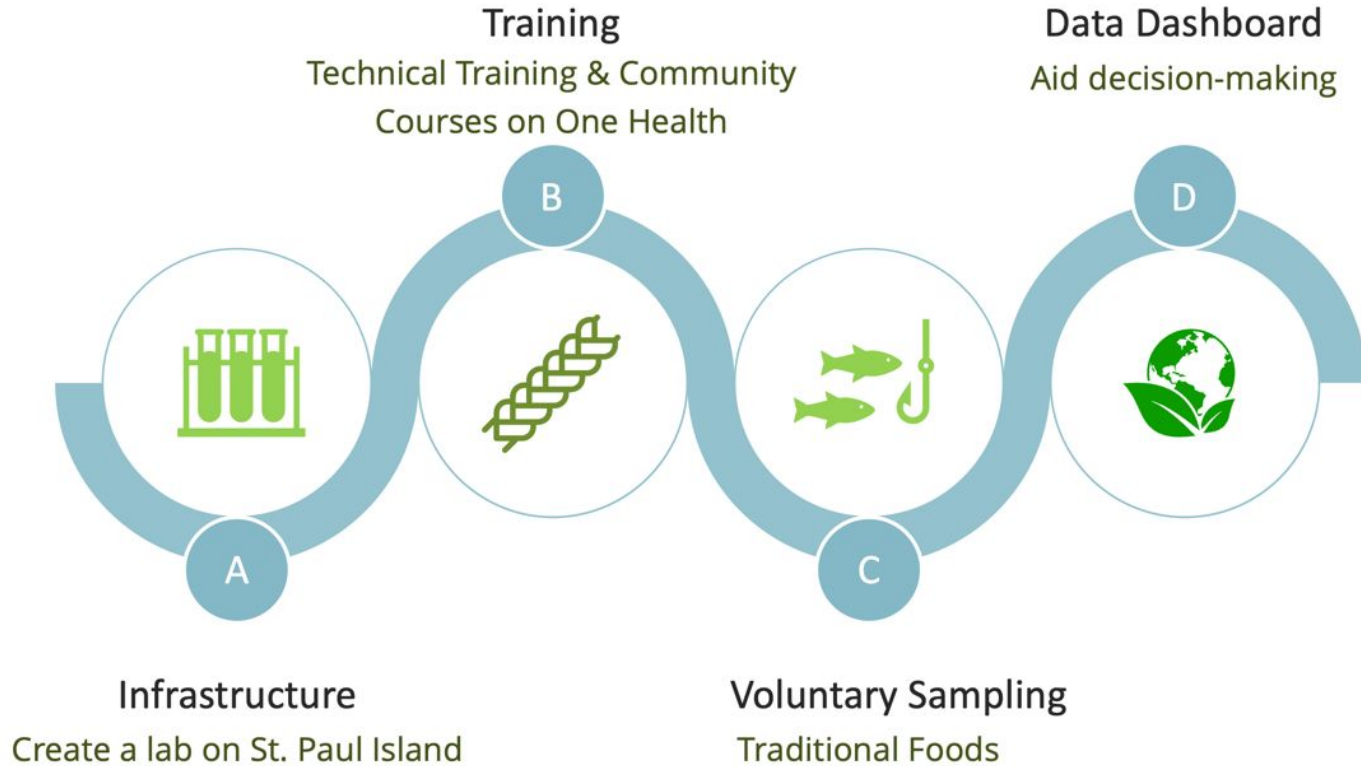 Training
Technical Training & Community
Courses on One Health
Data Dashboard
Aid decision-making
B
D
A
C
Infrastructure
Create a lab on St. Paul Island
Voluntary Sampling
Traditional Foods